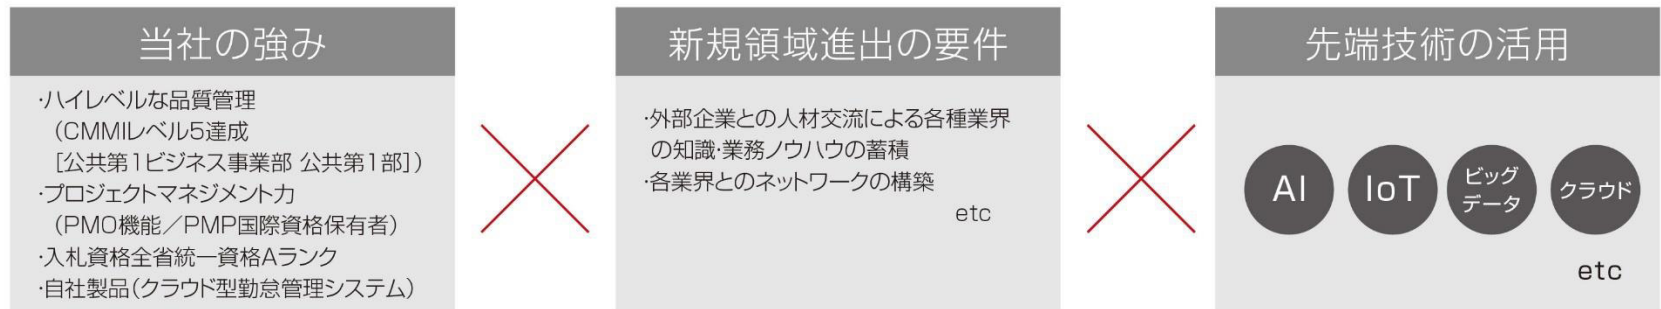 当社の強み
・ハイレベルな品質管理
（CMMIレベル5達成
［公共第1ビジネス事業部 公共第1部］）
・プロジェクトマネジメント力
（PMO機能／PMP国際資格保有者）
・入札資格全省統一資格Aランク
・自社製品（クラウド型勤怠管理システム）
新規領域進出の要件
・外部企業との人材交流による各種業界
の知識・業務ノウハウの蓄積
・各業界とのネットワークの構築
etc
先端技術の活用
AI
IoT
ビッグ
データ
クラウド
etc